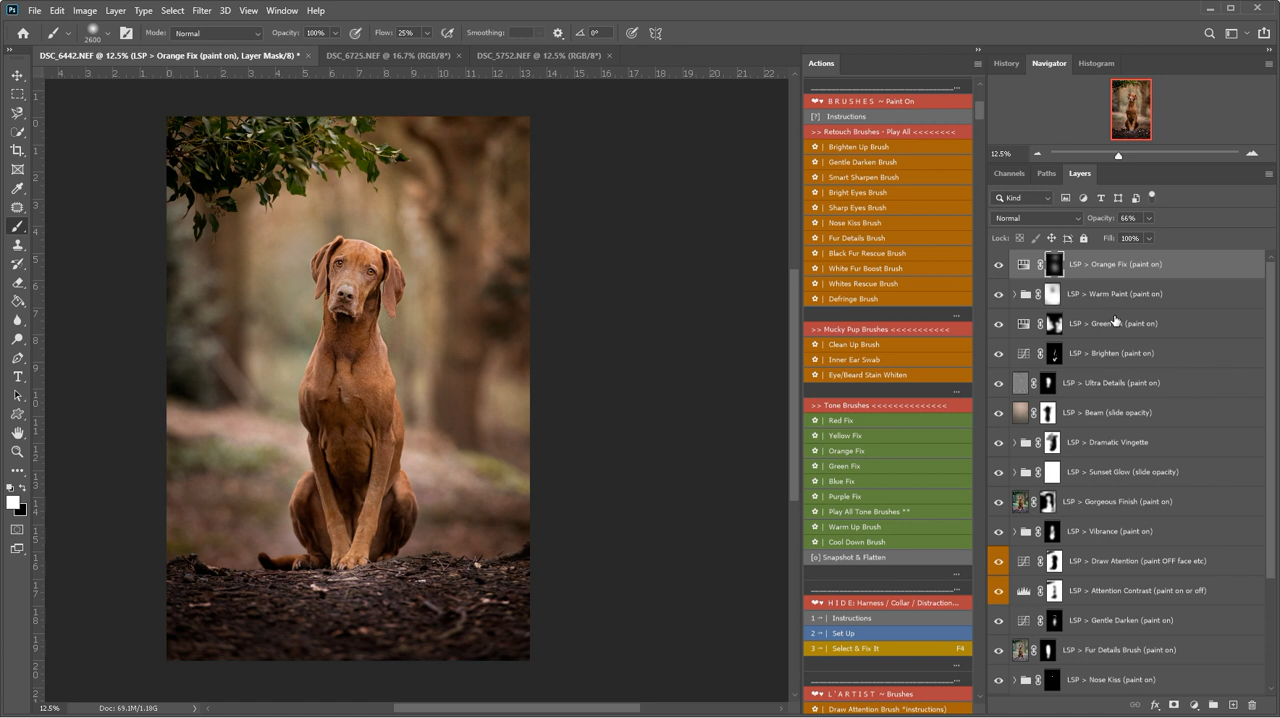 File Edit Image Layer Type Select Filter 3D View Window Help
2600 Mode: Normal Opacity: 100% Flow: 25% Smoothing: 0°
DSC_6442.NEF @ 12.5% (LSP > Orange Fix (paint on), Layer Mask/8) * × DSC_6725.NEF @ 16.7% (RGB/8*) × DSC_5752.NEF @ 12.5% (RGB/8*) ×
Actions
History Navigator Histogram
12.5%
Channels Paths Layers
Kind
Normal Opacity: 66%
Lock: Fill: 100%
LSP > Orange Fix (paint on)
LSP > Warm Paint (paint on)
LSP > Green (paint on)
LSP > Brighten (paint on)
LSP > Ultra Details (paint on)
LSP > Beam (slide opacity)
LSP > Dramatic Vingette
LSP > Sunset Glow (slide opacity)
LSP > Gorgeous Finish (paint on)
LSP > Vibrance (paint on)
LSP > Draw Atention (paint OFF face etc)
LSP > Attention Contrast (paint on or off)
LSP > Gentle Darken (paint on)
LSP > Fur Details Brush (paint on)
LSP > Nose Kiss (paint on)
B R U S H E S ~ Paint On
[?] Instructions
>> Retouch Brushes - Play All <<<<<<<<
Brighten Up Brush
Gentle Darken Brush
Smart Sharpen Brush
Bright Eyes Brush
Sharp Eyes Brush
Nose Kiss Brush
Fur Details Brush
Black Fur Rescue Brush
White Fur Boost Brush
Whites Rescue Brush
Defringe Brush
...
>> Mucky Pup Brushes <<<<<<<<<<<
Clean Up Brush
Inner Ear Swab
Eye/Beard Stain Whiten
...
>> Tone Brushes <<<<<<<<<<<<<<
Red Fix
Yellow Fix
Orange Fix
Green Fix
Blue Fix
Purple Fix
Play All Tone Brushes **
Warm Up Brush
Cool Down Brush
[o] Snapshot & Flatten
...
H I D E: Harness / Collar / Distraction...
1 → | Instructions
2 → | Set Up
3 → | Select & Fix It F4
...
L`A R T I S T ~ Brushes
Draw Attention Brush *instructions)
12.5% Doc: 69.1M/1.18G